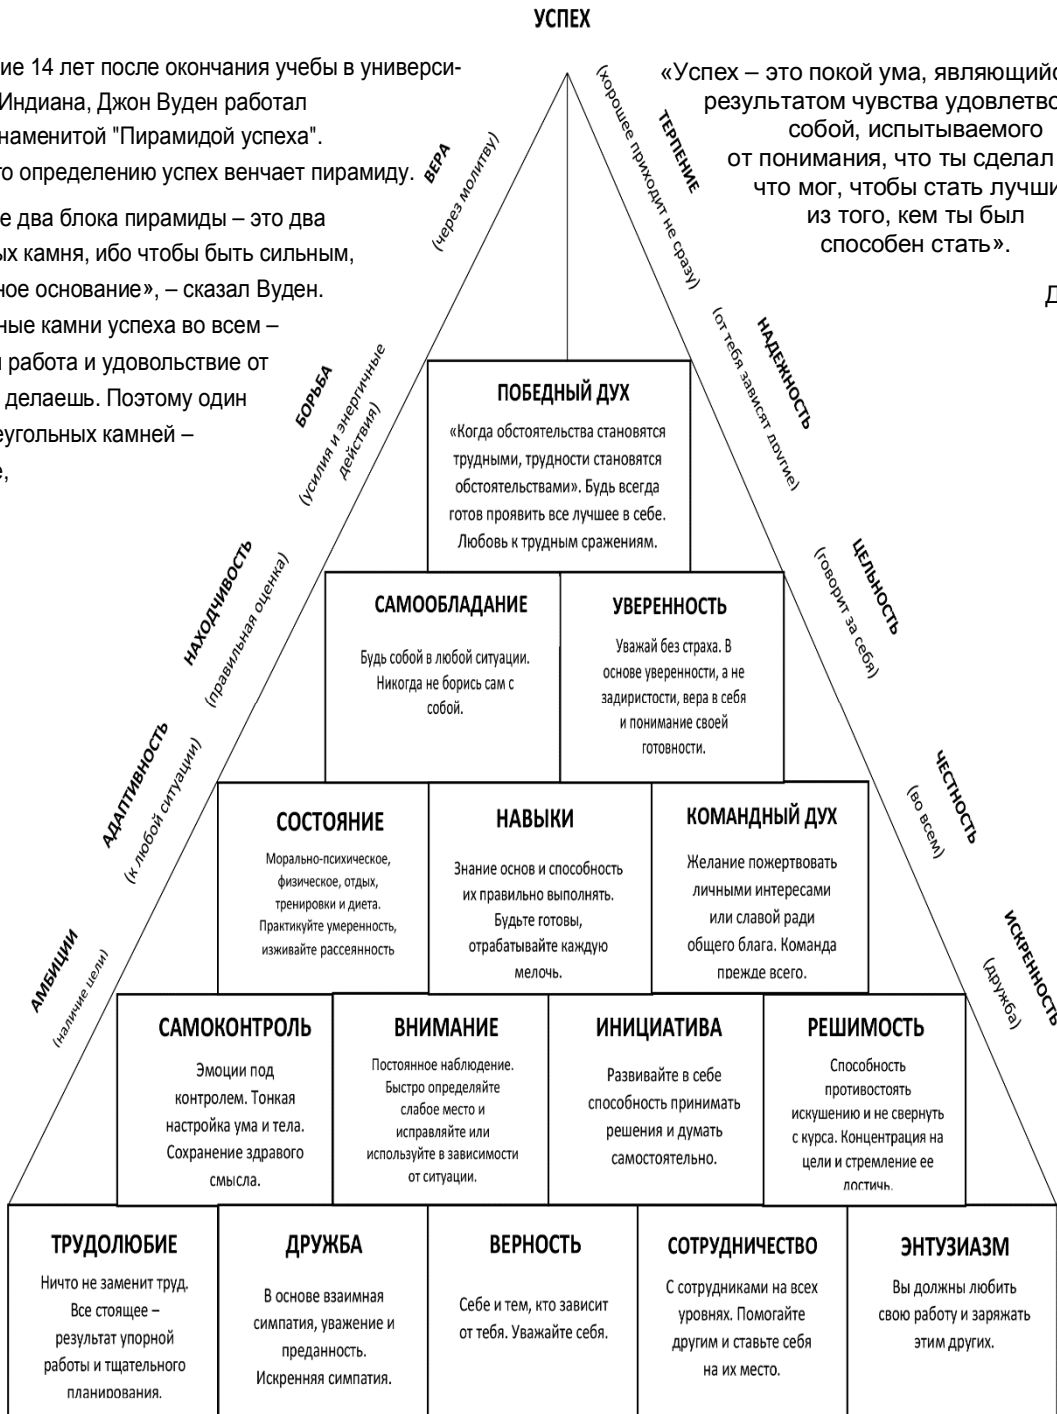 УСПЕХ
ие 14 лет после окончания учебы в универси-
Индиана, Джон Вуден работал
наменитой "Пирамидой успеха".
го определению успех венчает пирамиду.
е два блока пирамиды – это два
ых камня, ибо чтобы быть сильным,
ное основание», – сказал Вуден.
ные камни успеха во всем –
и работа и удовольствие от
делаешь. Поэтому один
еугольных камней –
е,
«Успех – это покой ума, являющийс
результатом чувства удовлетво
собой, испытываемого
от понимания, что ты сделал
что мог, чтобы стать лучши
из того, кем ты был
способен стать».
Д
ВЕРА
(через молитву)
БОРЬБА
(усилия и энергичные
действия)
НАХОДЧИВОСТЬ
(правильная оценка)
АДАПТИВНОСТЬ
(к любой ситуации)
АМБИЦИИ
(наличие цели)
ТЕРПЕНИЕ
(хорошее приходит не сразу)
НАДЕЖНОСТЬ
(от тебя зависят другие)
ЦЕЛЬНОСТЬ
(говорит за себя)
ЧЕСТНОСТЬ
(во всем)
ИСКРЕННОСТЬ
(дружба)
ПОБЕДНЫЙ ДУХ
«Когда обстоятельства становятся
трудными, трудности становятся
обстоятельствами». Будь всегда
готов проявить все лучшее в себе.
Любовь к трудным сражениям.
САМООБЛАДАНИЕ
Будь собой в любой ситуации.
Никогда не борись сам с
собой.
УВЕРЕННОСТЬ
Уважай без страха. В
основе уверенности, а не
задиристости, вера в себя
и понимание своей
готовности.
СОСТОЯНИЕ
Морально-психическое,
физическое, отдых,
тренировки и диета.
Практикуйте умеренность,
изживайте рассеянность
НАВЫКИ
Знание основ и способность
их правильно выполнять.
Будьте готовы,
отрабатывайте каждую
мелочь.
КОМАНДНЫЙ ДУХ
Желание пожертвовать
личными интересами
или славой ради
общего блага. Команда
прежде всего.
САМОКОНТРОЛЬ
Эмоции под
контролем. Тонкая
настройка ума и тела.
Сохранение здравого
смысла.
ВНИМАНИЕ
Постоянное наблюдение.
Быстро определяйте
слабое место и
исправляйте или
используйте в зависимости
от ситуации.
ИНИЦИАТИВА
Развивайте в себе
способность принимать
решения и думать
самостоятельно.
РЕШИМОСТЬ
Способность
противостоять
искушению и не свернуть
с курса. Концентрация на
цели и стремление ее
достичь.
ТРУДОЛЮБИЕ
Ничто не заменит труд.
Все стоящее –
результат упорной
работы и тщательного
планирования.
ДРУЖБА
В основе взаимная
симпатия, уважение и
преданность.
Искренняя симпатия.
ВЕРНОСТЬ
Себе и тем, кто зависит
от тебя. Уважайте себя.
СОТРУДНИЧЕСТВО
С сотрудниками на всех
уровнях. Помогайте
другим и ставьте себя
на их место.
ЭНТУЗИАЗМ
Вы должны любить
свою работу и заряжать
этим других.